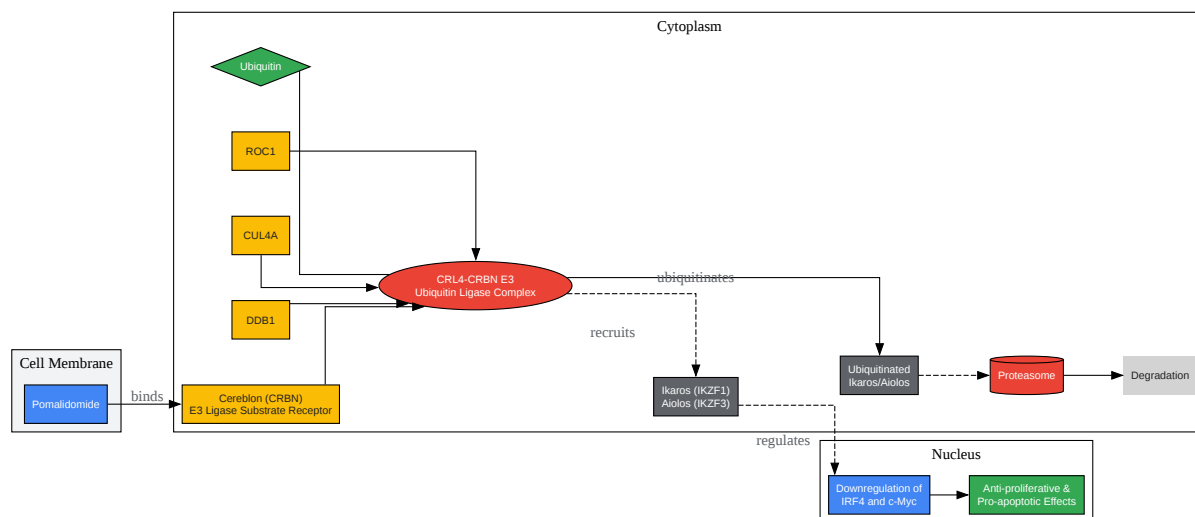 Cytoplasm
Ubiquitin
ROC1
CUL4A
CRL4-CRBN E3
Ubiquitin Ligase Complex
ubiquitinates
DDB1
recruits
Cell Membrane
Pomalidomide
binds
Cereblon (CRBN)
E3 Ligase Substrate Receptor
Ikaros (IKZF1)
Aiolos (IKZF3)
Ubiquitinated
Ikaros/Aiolos
Proteasome
Degradation
regulates
Nucleus
Downregulation of
IRF4 and c-Myc
Anti-proliferative &
Pro-apoptotic Effects